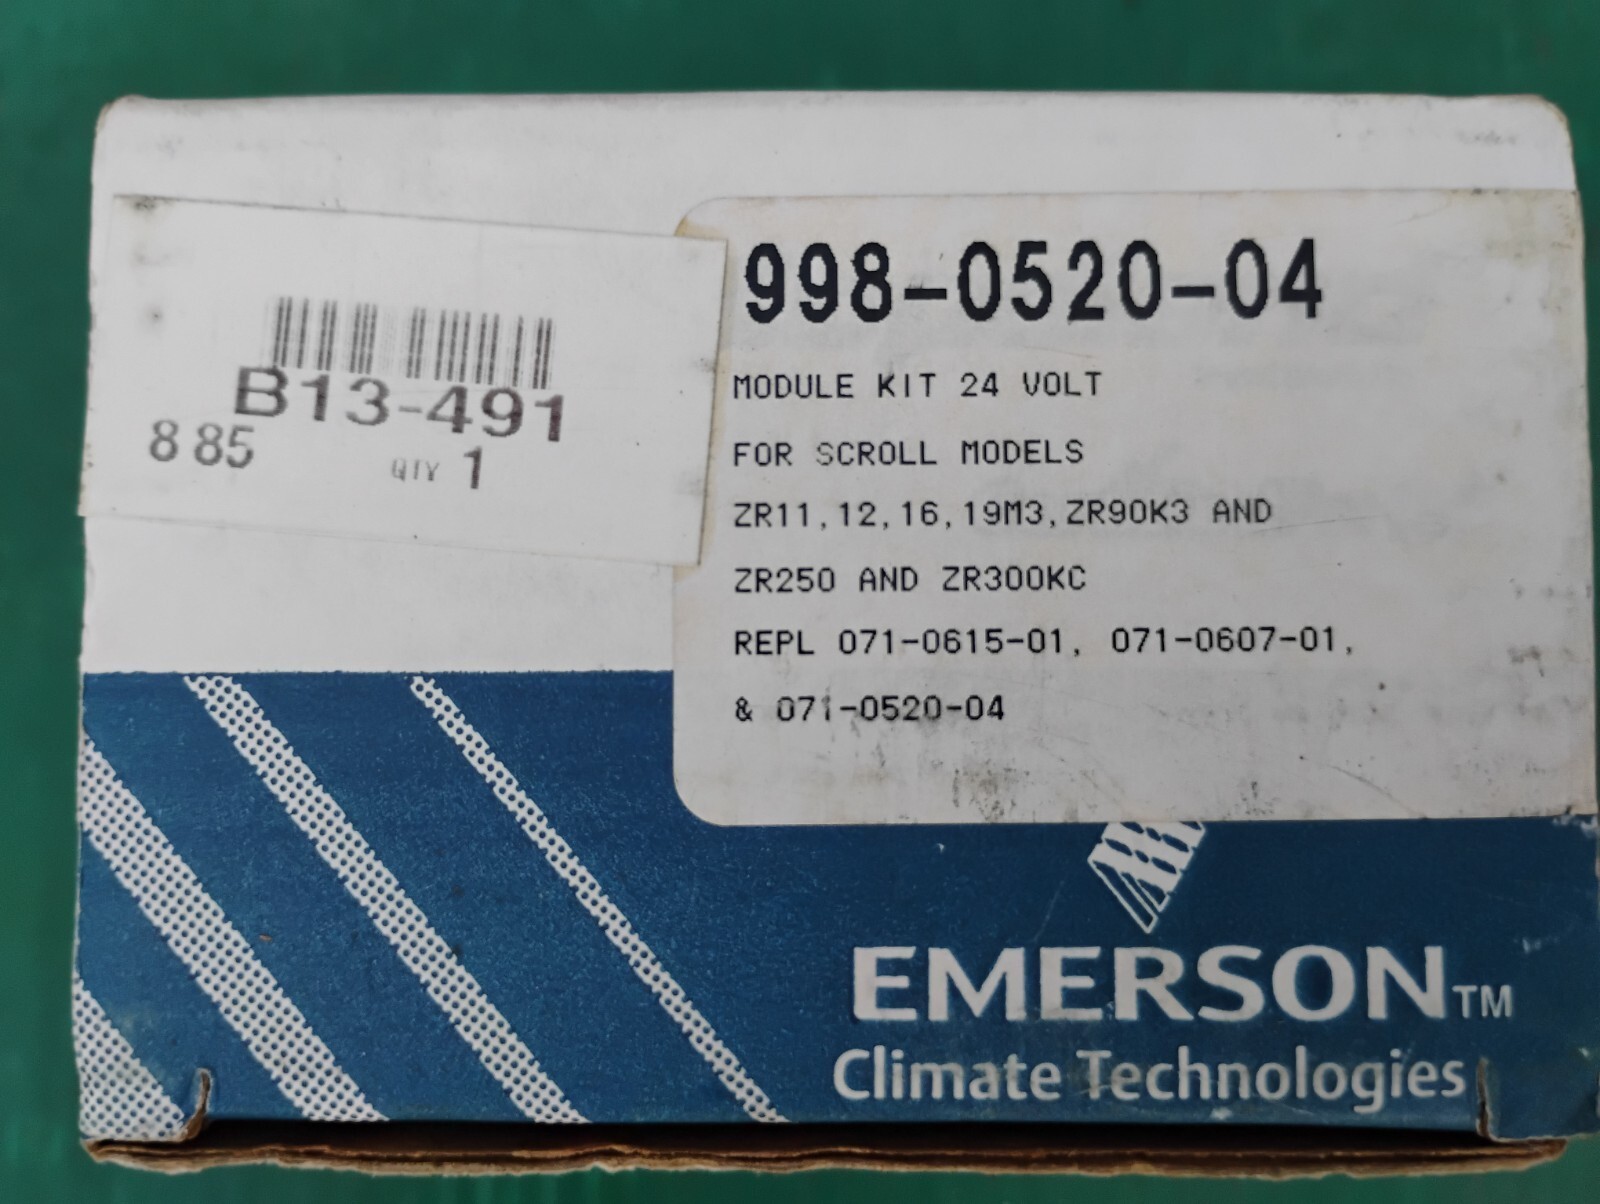 B13-491
8 85
QTY 1
998-0520-04
MODULE KIT 24 VOLT
FOR SCROLL MODELS
ZR11,12,16,19M3,ZR90K3 AND
ZR250 AND ZR300KC
REPL 071-0615-01, 071-0607-01,
& 071-0520-04
EMERSON™
Climate Technologies